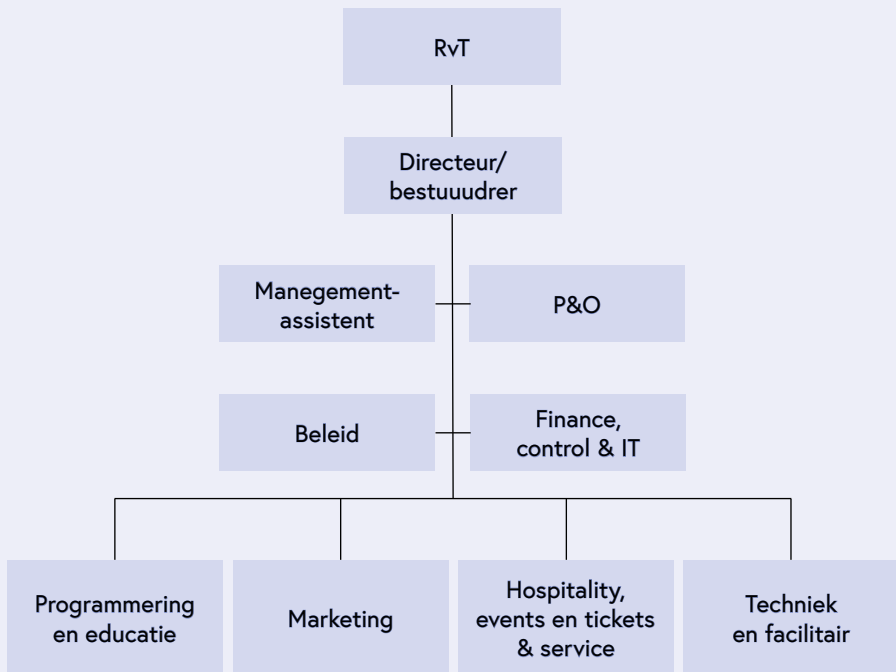 RvT
Directeur/
bestuuudrer
Manegement-
assistent
P&O
Beleid
Finance,
control & IT
Programmering
en educatie
Marketing
Hospitality,
events en tickets
& service
Techniek
en facilitair